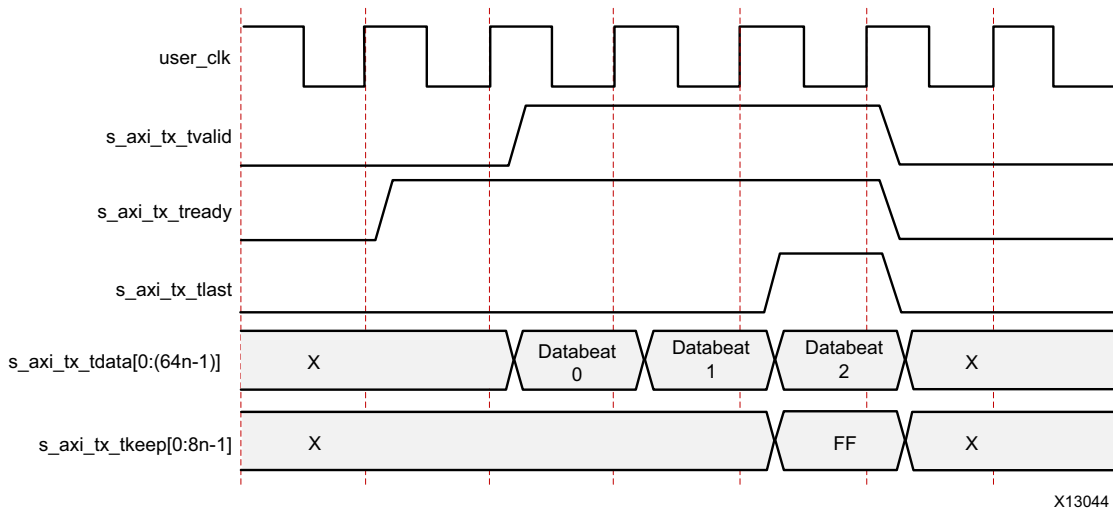 user_clk
s_axi_tx_tvalid
s_axi_tx_tready
s_axi_tx_tlast
s_axi_tx_tdata[0:(64n-1)]
X
Databeat
0
Databeat
1
Databeat
2
X
s_axi_tx_tkeep[0:8n-1]
X
FF
X
X13044